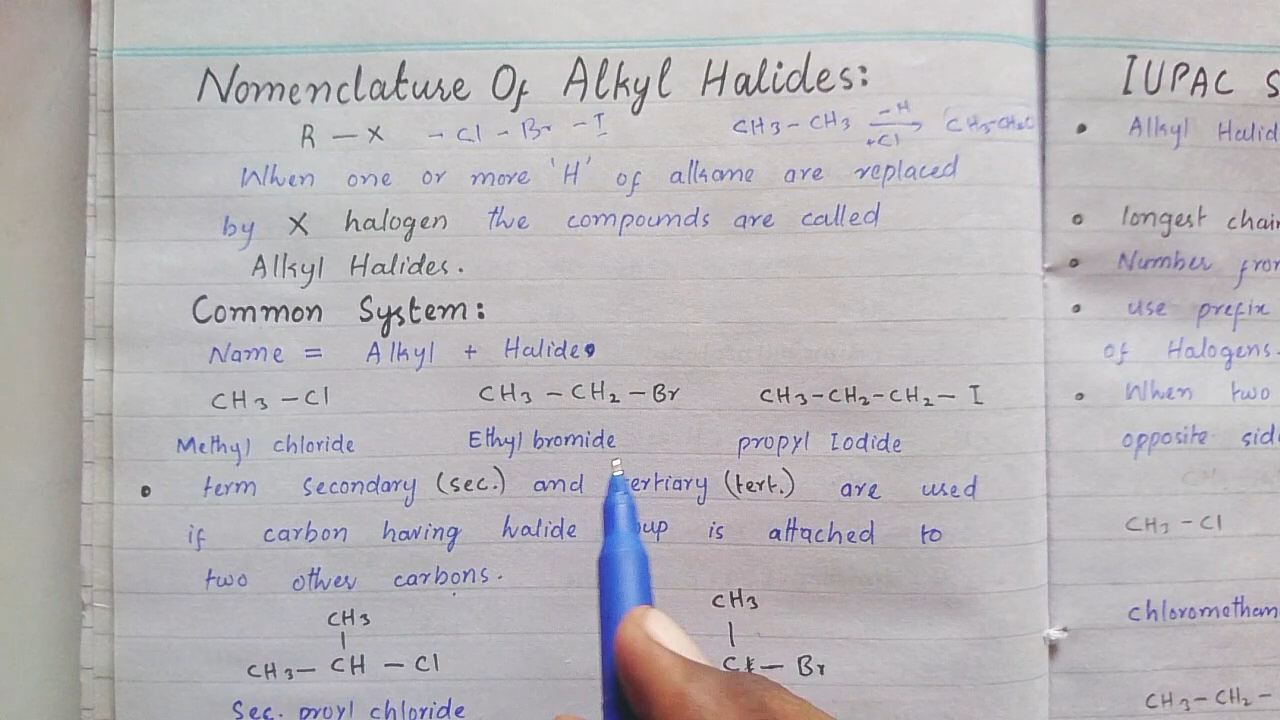 Nomenclature Of Alkyl Halides:
R – X – Cl – Br – I CH3 – CH3 –H +Cl
When one or more 'H' of alkane are replaced
by X halogen the compounds are called
Alkyl Halides.
Common System:
Name = Alkyl + Halide
CH3 – Cl CH3 – CH2 – Br CH3–CH2–CH2– I
Methyl chloride Ethyl bromide propyl Iodide
• term secondary (sec.) and tertiary (tert.) are used
if carbon having halide is attached to
two other carbons.
CH3 CH3
| |
CH3 – CH – Cl – Br
Sec. proyl chloride
IUPAC
• Alkyl
• longest
• Number
• use prefix
of Halogens.
• When two
opposite
CH3 – Cl
CH3 – CH2 –